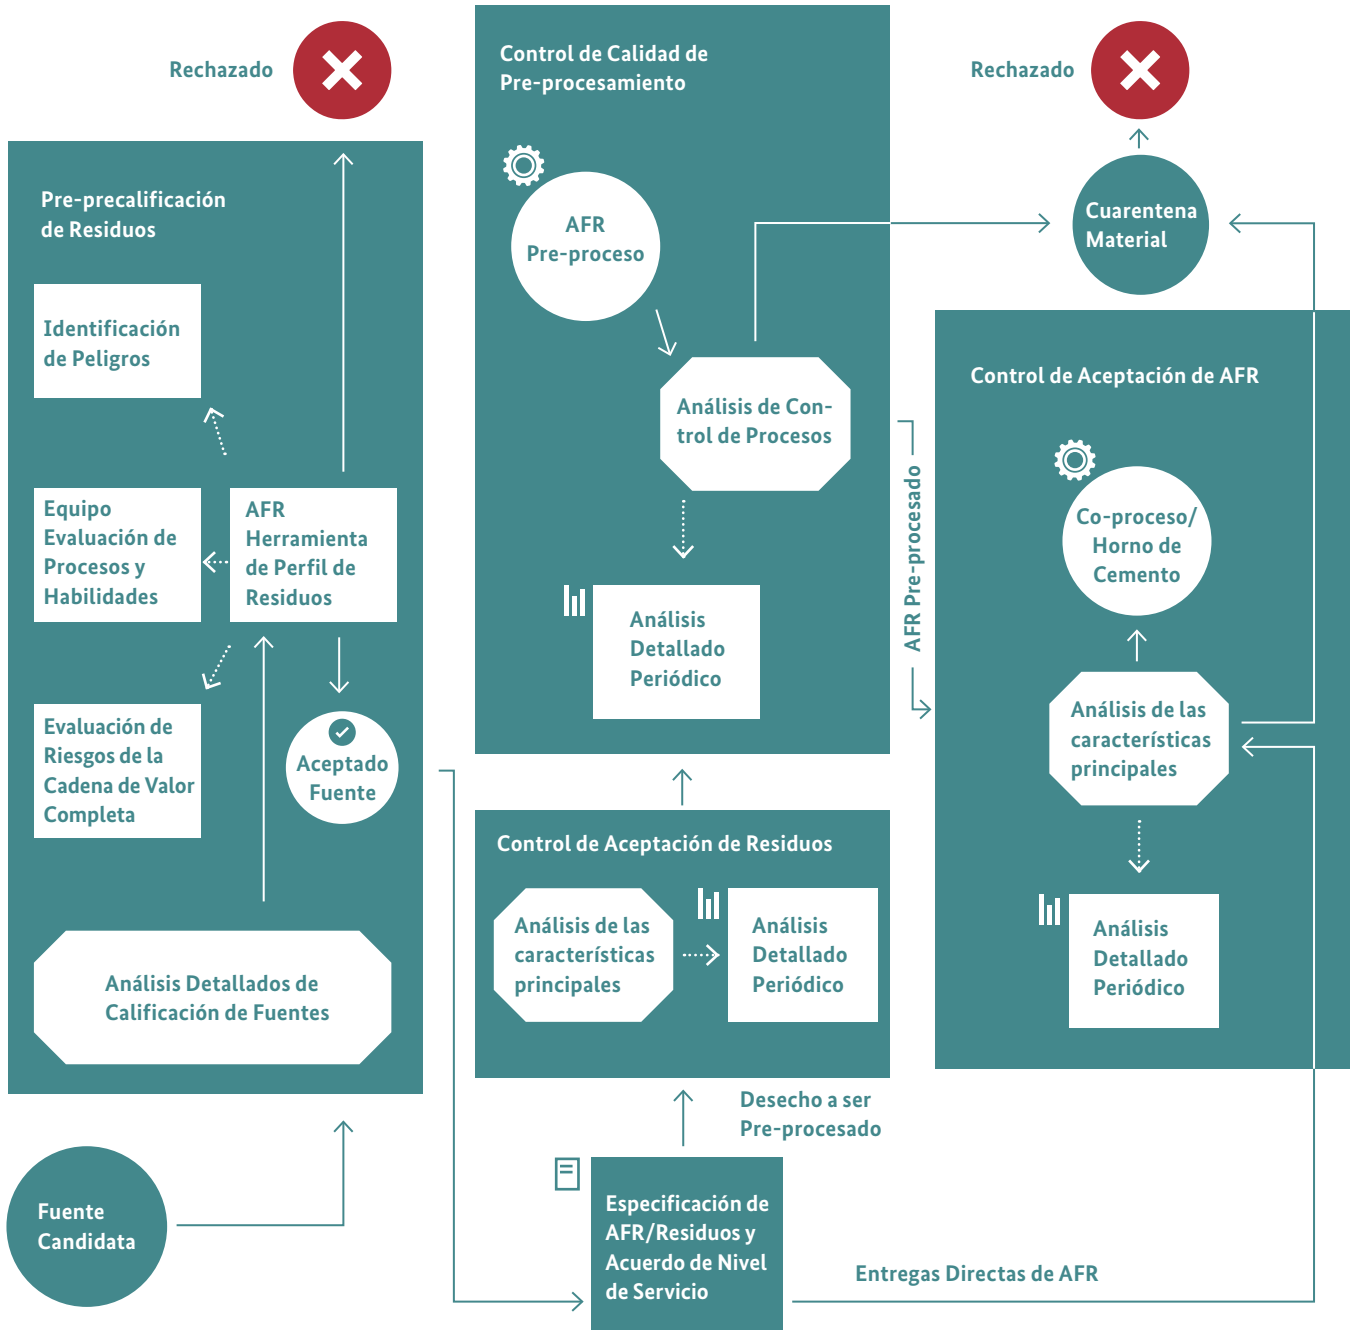 Rechazado
Pre-precalificación
de Residuos
Identificación
de Peligros
Equipo
Evaluación de
Procesos y
Habilidades
AFR
Herramienta
de Perfil de
Residuos
Evaluación de
Riesgos de la
Cadena de Valor
Completa
Aceptado
Fuente
Análisis Detallados de
Calificación de Fuentes
Fuente
Candidata
Control de Calidad de
Pre-procesamiento
AFR
Pre-proceso
Análisis de Con-
trol de Procesos
Análisis
Detallado
Periódico
Control de Aceptación de Residuos
Análisis de las
características
principales
Análisis
Detallado
Periódico
Desecho a ser
Pre-procesado
Especificación de
AFR/Residuos y
Acuerdo de Nivel
de Servicio
Entregas Directas de AFR
AFR Pre-procesado
Rechazado
Cuarentena
Material
Control de Aceptación de AFR
Co-proceso/
Horno de
Cemento
Análisis de las
características
principales
Análisis
Detallado
Periódico